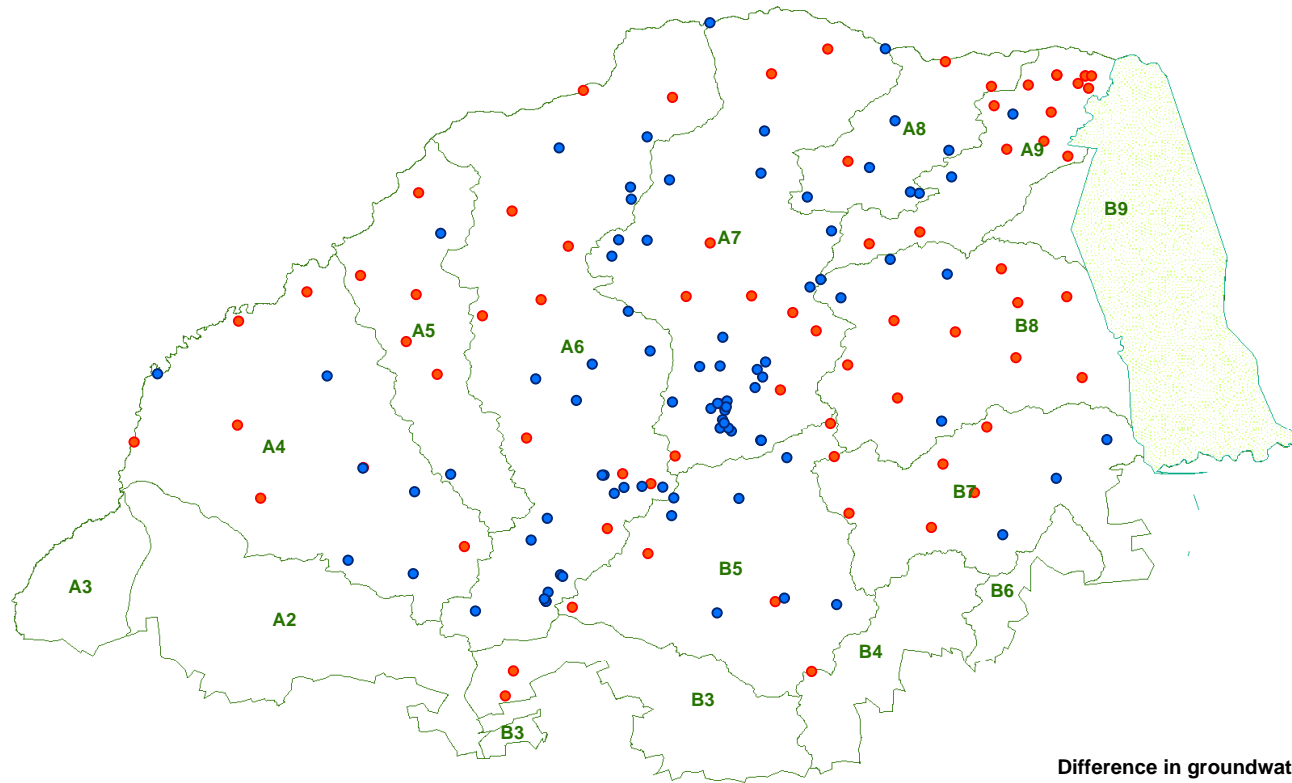 A8
A9
B9
A7
B8
A5
A6
A4
B7
B5
A3
B6
A2
B4
B3
B3
Difference in groundwat